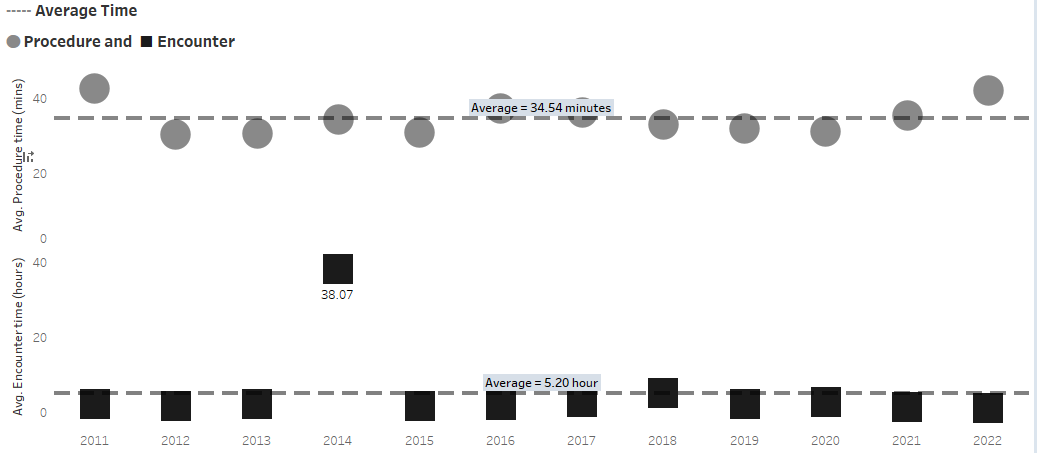 ----- Average Time
Procedure and Encounter
Avg. Procedure time (mins)
40
20
0
Average = 34.54 minutes
Avg. Encounter time (hours)
40
20
0
38.07
Average = 5.20 hour
2011 2012 2013 2014 2015 2016 2017 2018 2019 2020 2021 2022